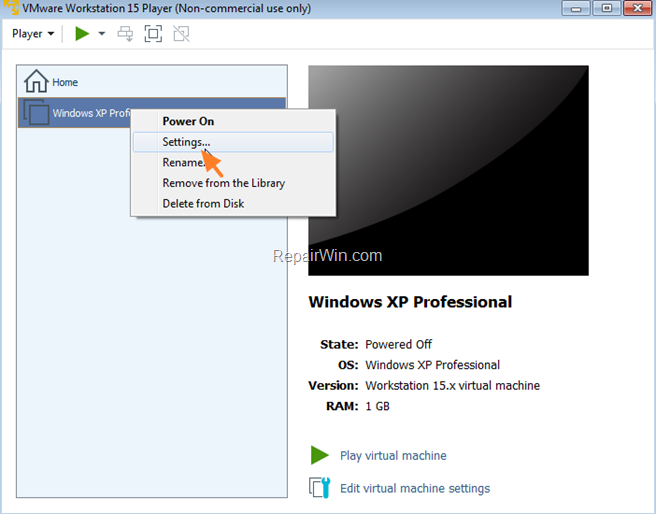 VMware Workstation 15 Player (Non-commercial use only)
Player
Home
Windows XP Profe
Power On
Settings...
Rename...
Remove from the Library
Delete from Disk
RepairWin.com
Windows XP Professional
State: Powered Off
OS: Windows XP Professional
Version: Workstation 15.x virtual machine
RAM: 1 GB
Play virtual machine
Edit virtual machine settings